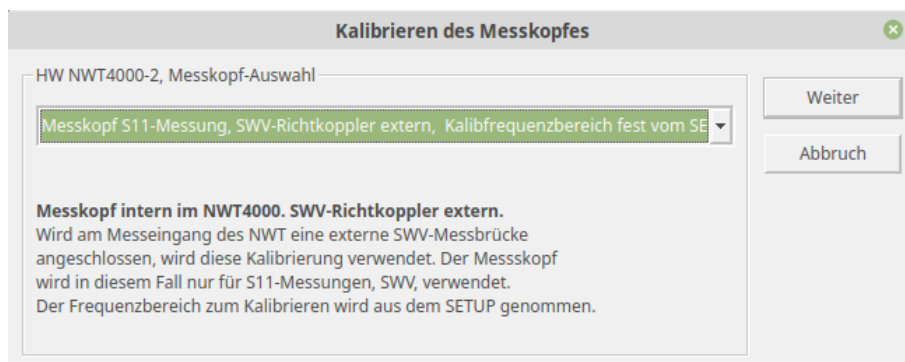 Kalibrieren des Messkopfes
HW NWT4000-2, Messkopf-Auswahl
Messkopf S11-Messung, SWV-Richtkoppler extern, Kalibfrequenzbereich fest vom SE
Weiter
Abbruch
Messkopf intern im NWT4000. SWV-Richtkoppler extern.
Wird am Messeingang des NWT eine externe SWV-Messbrücke
angeschlossen, wird diese Kalibrierung verwendet. Der Messskopf
wird in diesem Fall nur für S11-Messungen, SWV, verwendet.
Der Frequenzbereich zum Kalibrieren wird aus dem SETUP genommen.